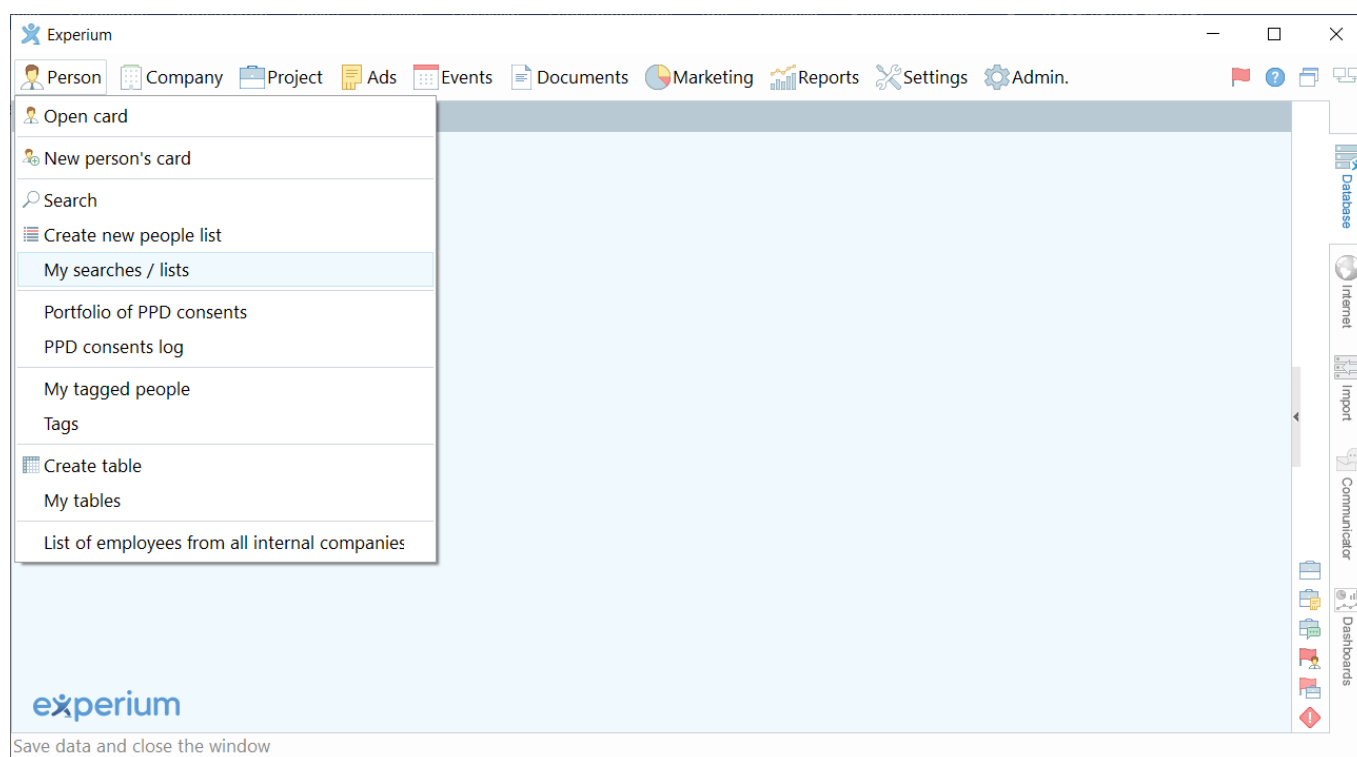 Experium
Person Company Project Ads Events Documents Marketing Reports Settings Admin.
Open card
New person's card
Search
Create new people list
My searches / lists
Portfolio of PPD consents
PPD consents log
My tagged people
Tags
Create table
My tables
List of employees from all internal companies
Database
Internet
Import
Communicator
Dashboards
experium
Save data and close the window